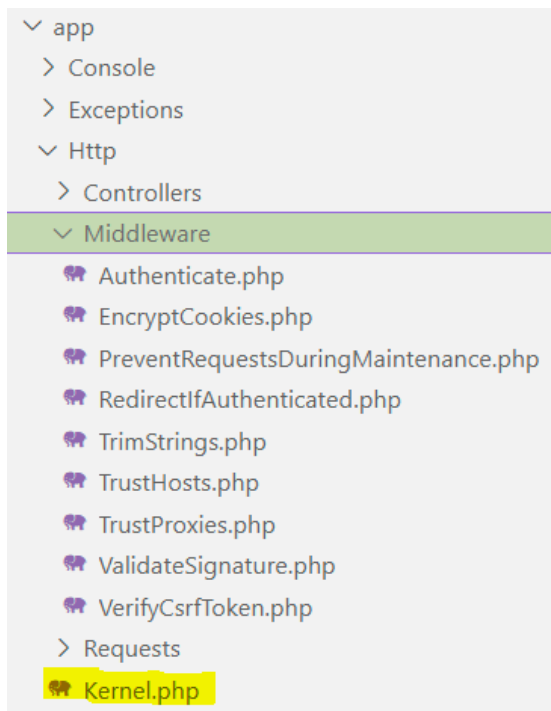 app
Console
Exceptions
Http
Controllers
Middleware
Authenticate.php
EncryptCookies.php
PreventRequestsDuringMaintenance.php
RedirectIfAuthenticated.php
TrimStrings.php
TrustHosts.php
TrustProxies.php
ValidateSignature.php
VerifyCsrfToken.php
Requests
Kernel.php